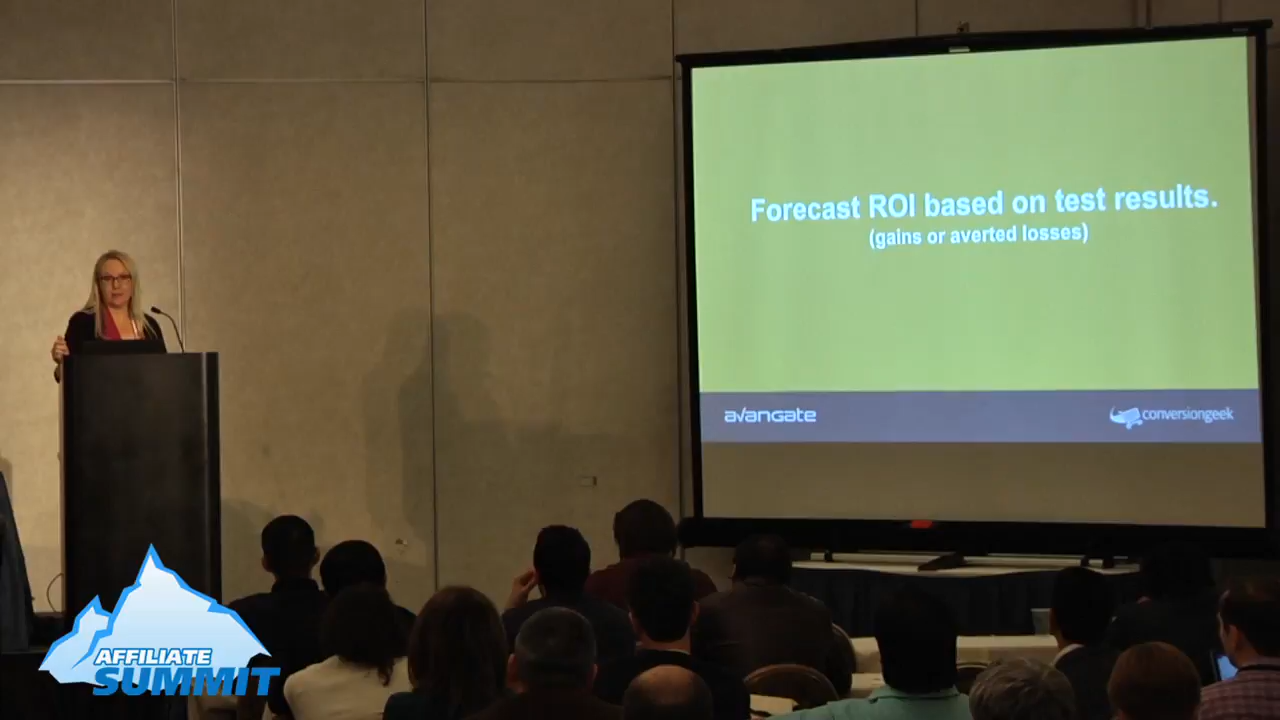 Forecast ROI based on test results.
(gains or averted losses)
avangate
conversiongeek
AFFILIATE
SUMMIT